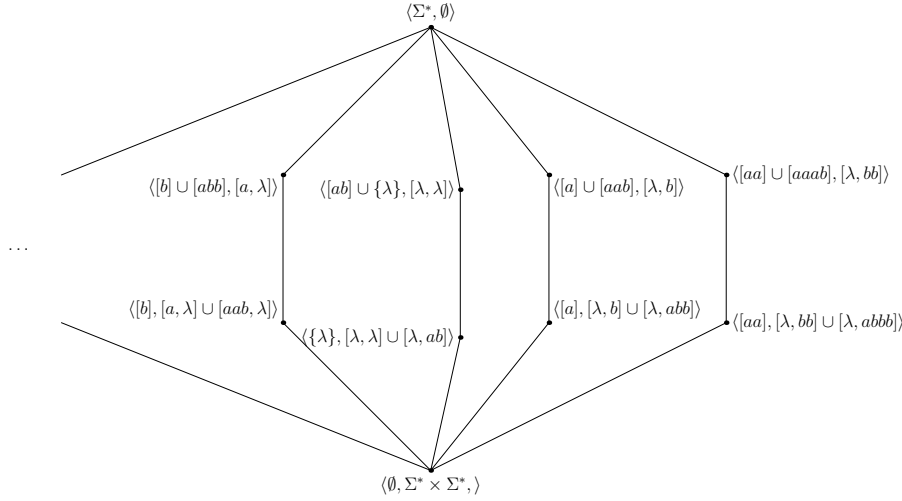 ⟨Σ*, ∅⟩
⟨[b] ∪ [abb], [a, λ]⟩
⟨[ab] ∪ {λ}, [λ, λ]⟩
⟨[a] ∪ [aab], [λ, b]⟩
⟨[aa] ∪ [aaab], [λ, bb]⟩
...
⟨[b], [a, λ] ∪ [aab, λ]⟩
⟨{λ}, [λ, λ] ∪ [λ, ab]⟩
⟨[a], [λ, b] ∪ [λ, abb]⟩
⟨[aa], [λ, bb] ∪ [λ, abbb]⟩
⟨∅, Σ* × Σ*, ⟩